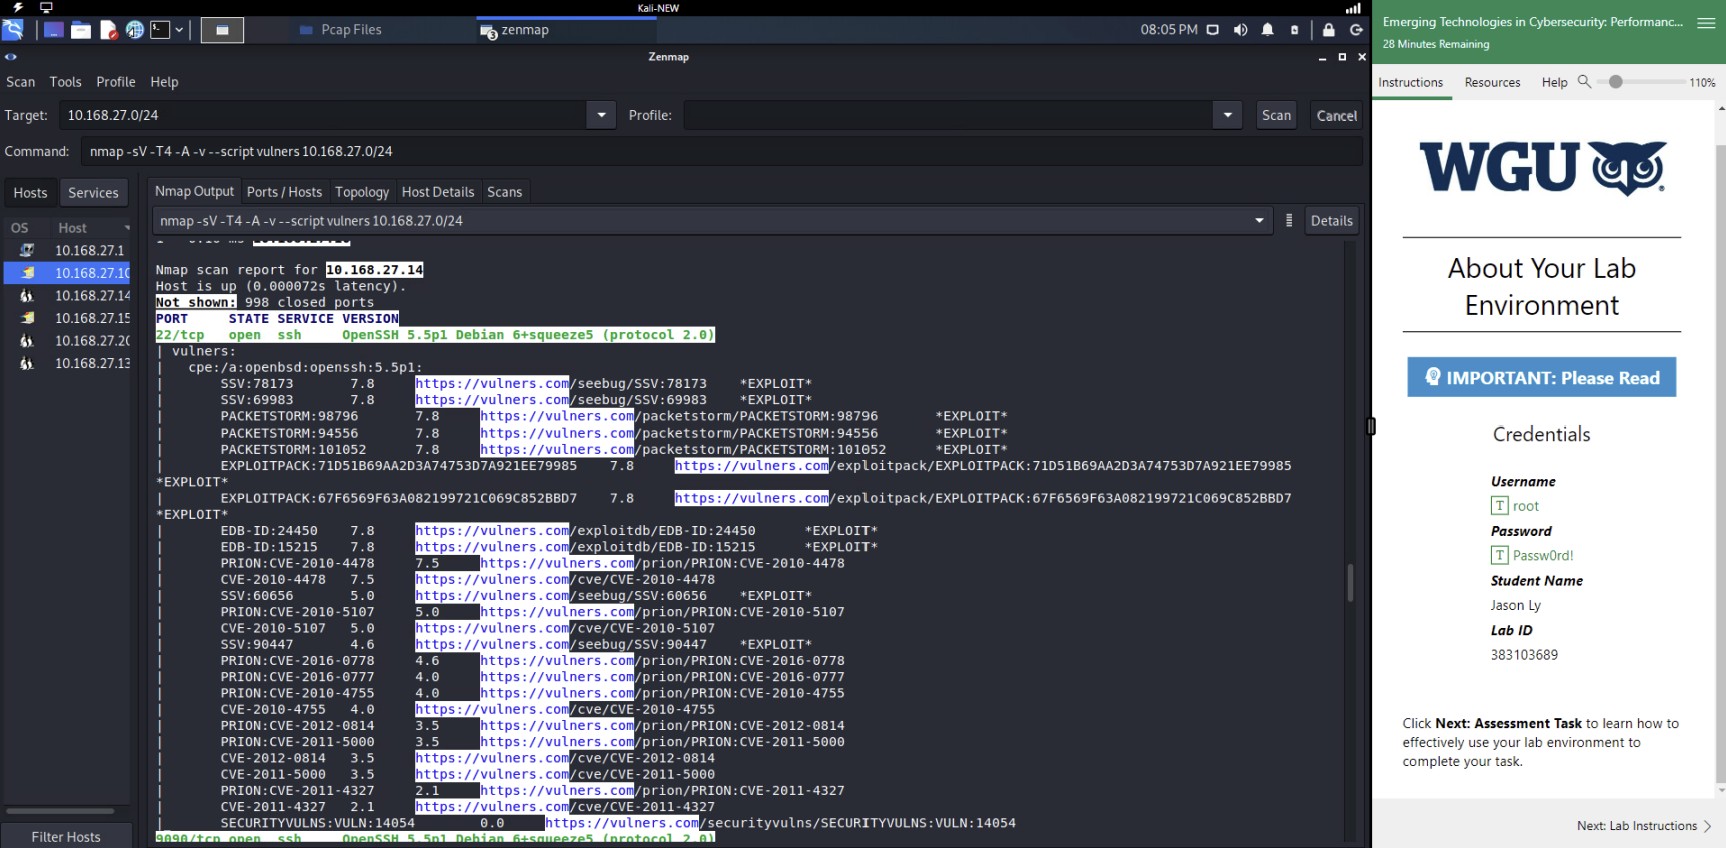 Kali-NEW
Pcap Files
zenmap
08:05 PM
Zenmap
Scan Tools Profile Help
Target: 10.168.27.0/24 Profile: Scan Cancel
Command: nmap -sV -T4 -A -v --script vulners 10.168.27.0/24
Hosts Services
Nmap Output Ports / Hosts Topology Host Details Scans
nmap -sV -T4 -A -v --script vulners 10.168.27.0/24 Details
OS Host
10.168.27.1
10.168.27.10
10.168.27.14
10.168.27.15
10.168.27.20
10.168.27.13
Filter Hosts
Nmap scan report for 10.168.27.14
Host is up (0.000072s latency).
Not shown: 998 closed ports
PORT STATE SERVICE VERSION
22/tcp open ssh OpenSSH 5.5p1 Debian 6+squeeze5 (protocol 2.0)
| vulners:
| cpe:/a:openbsd:openssh:5.5p1:
| SSV:78173 7.8 https://vulners.com/seebug/SSV:78173 *EXPLOIT*
| SSV:69983 7.8 https://vulners.com/seebug/SSV:69983 *EXPLOIT*
| PACKETSTORM:98796 7.8 https://vulners.com/packetstorm/PACKETSTORM:98796 *EXPLOIT*
| PACKETSTORM:94556 7.8 https://vulners.com/packetstorm/PACKETSTORM:94556 *EXPLOIT*
| PACKETSTORM:101052 7.8 https://vulners.com/packetstorm/PACKETSTORM:101052 *EXPLOIT*
| EXPLOITPACK:71D51B69AA2D3A74753D7A921EE79985 7.8 https://vulners.com/exploitpack/EXPLOITPACK:71D51B69AA2D3A74753D7A921EE79985
*EXPLOIT*
| EXPLOITPACK:67F6569F63A082199721C069C852BBD7 7.8 https://vulners.com/exploitpack/EXPLOITPACK:67F6569F63A082199721C069C852BBD7
*EXPLOIT*
| EDB-ID:24450 7.8 https://vulners.com/exploitdb/EDB-ID:24450 *EXPLOIT*
| EDB-ID:15215 7.8 https://vulners.com/exploitdb/EDB-ID:15215 *EXPLOIT*
| PRION:CVE-2010-4478 7.5 https://vulners.com/prion/PRION:CVE-2010-4478
| CVE-2010-4478 7.5 https://vulners.com/cve/CVE-2010-4478
| SSV:60656 5.0 https://vulners.com/seebug/SSV:60656 *EXPLOIT*
| PRION:CVE-2010-5107 5.0 https://vulners.com/prion/PRION:CVE-2010-5107
| CVE-2010-5107 5.0 https://vulners.com/cve/CVE-2010-5107
| SSV:90447 4.6 https://vulners.com/seebug/SSV:90447 *EXPLOIT*
| PRION:CVE-2016-0778 4.6 https://vulners.com/prion/PRION:CVE-2016-0778
| PRION:CVE-2016-0777 4.0 https://vulners.com/prion/PRION:CVE-2016-0777
| PRION:CVE-2010-4755 4.0 https://vulners.com/prion/PRION:CVE-2010-4755
| CVE-2010-4755 4.0 https://vulners.com/cve/CVE-2010-4755
| PRION:CVE-2012-0814 3.5 https://vulners.com/prion/PRION:CVE-2012-0814
| PRION:CVE-2011-5000 3.5 https://vulners.com/prion/PRION:CVE-2011-5000
| CVE-2012-0814 3.5 https://vulners.com/cve/CVE-2012-0814
| CVE-2011-5000 3.5 https://vulners.com/cve/CVE-2011-5000
| PRION:CVE-2011-4327 2.1 https://vulners.com/prion/PRION:CVE-2011-4327
| CVE-2011-4327 2.1 https://vulners.com/cve/CVE-2011-4327
|_ SECURITYVULNS:VULN:14054 0.0 https://vulners.com/securityvulns/SECURITYVULNS:VULN:14054
9090/tcp open ssh OpenSSH 5.5p1 Debian 6+squeeze5 (protocol 2.0)
Emerging Technologies in Cybersecurity: Performanc...
28 Minutes Remaining
Instructions Resources Help 110%
WGU
About Your Lab
Environment
IMPORTANT: Please Read
Credentials
Username
T root
Password
T Passw0rd!
Student Name
Jason Ly
Lab ID
383103689
Click Next: Assessment Task to learn how to
effectively use your lab environment to
complete your task.
Next: Lab Instructions